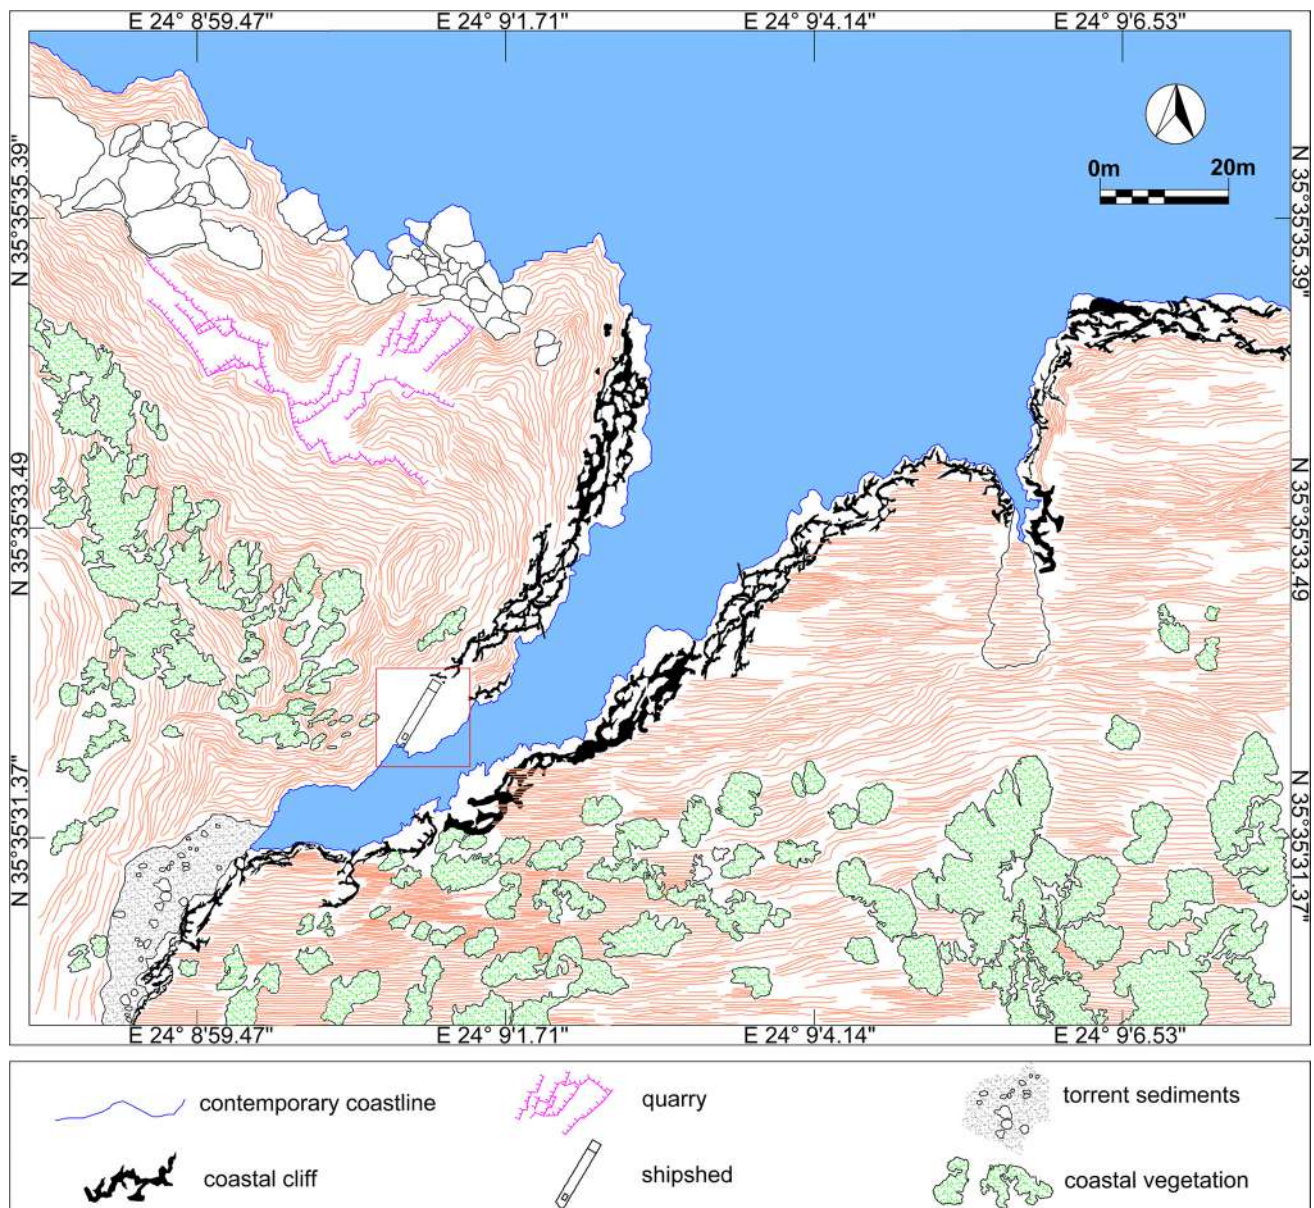 E 24° 8'59.47" E 24° 9'1.71" E 24° 9'4.14" E 24° 9'6.53"
N 35°35'35.39"
N 35°35'35.39"
0m 20m
N 35°35'33.49
N 35°35'33.49
N 35°35'31.37"
N 35°35'31.37"
E 24° 8'59.47" E 24° 9'1.71" E 24° 9'4.14" E 24° 9'6.53"
contemporary coastline
quarry
torrent sediments
coastal cliff
shipshed
coastal vegetation